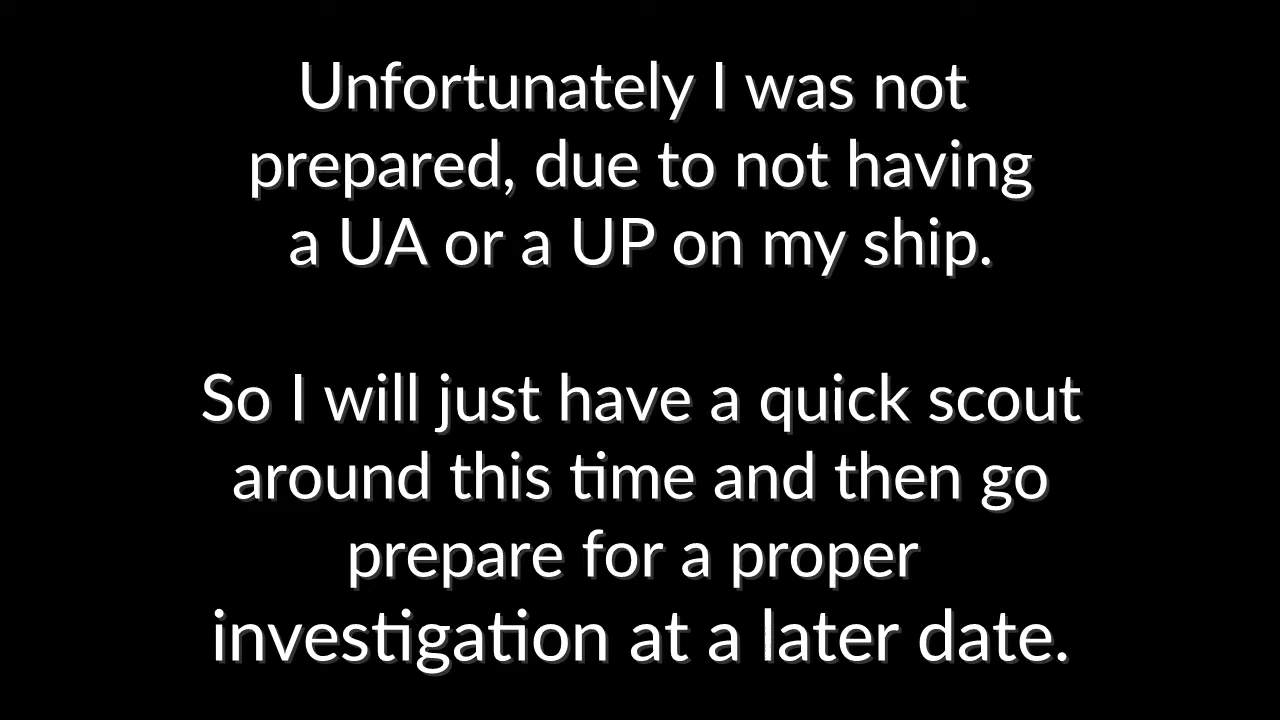 Unfortunately I was not
prepared, due to not having
a UA or a UP on my ship.
So I will just have a quick scout
around this time and then go
prepare for a proper
investigation at a later date.